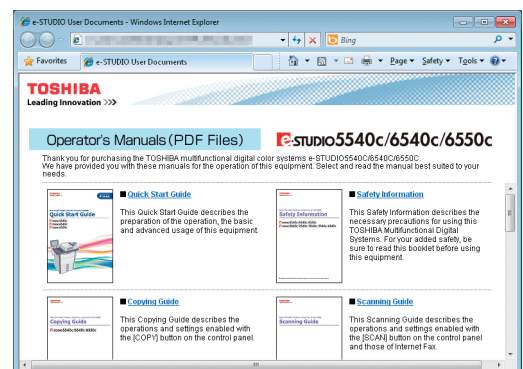 e-STUDIO User Documents - Windows Internet Explorer
Bing
Favorites
e-STUDIO User Documents
Page
Safety
Tools
TOSHIBA
Leading Innovation >>>
Operator's Manuals (PDF Files)
e-STUDIO5540c/6540c/6550c
Thank you for purchasing the TOSHIBA multifunctional digital color systems e-STUDIO5540C/6540C/6550C.
We have provided you with these manuals for the operation of this equipment. Select and read the manual best suited to your
needs.
Quick Start Guide
■ Quick Start Guide
This Quick Start Guide describes the
preparation of the operation, the basic
and advanced usage of this equipment.
Safety Information
■ Safety Information
This Safety Information describes the
necessary precautions for using this
TOSHIBA Multifunctional Digital
Systems. For your added safety, be
sure to read this booklet before using
this equipment.
Copying Guide
■ Copying Guide
This Copying Guide describes the
operations and settings enabled with
the [COPY] button on the control panel.
Scanning Guide
■ Scanning Guide
This Scanning Guide describes the
operations and settings enabled with
the [SCAN] button on the control panel
and those of Internet Fax.